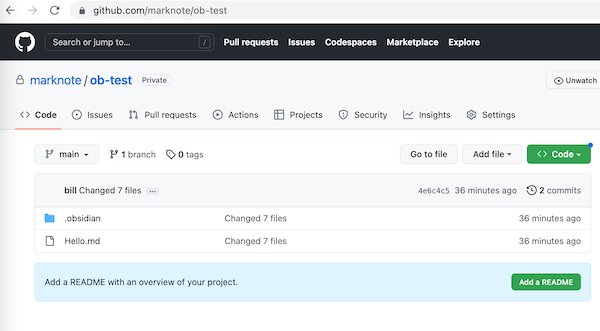 github.com/marknote/ob-test
Search or jump to... / Pull requests Issues Codespaces Marketplace Explore
marknote / ob-test Private Unwatch
Code Issues Pull requests Actions Projects Security Insights Settings
main 1 branch 0 tags Go to file Add file Code
bill Changed 7 files ... 4e6c4c5 36 minutes ago 2 commits
.obsidian Changed 7 files 36 minutes ago
Hello.md Changed 7 files 36 minutes ago
Add a README with an overview of your project. Add a README